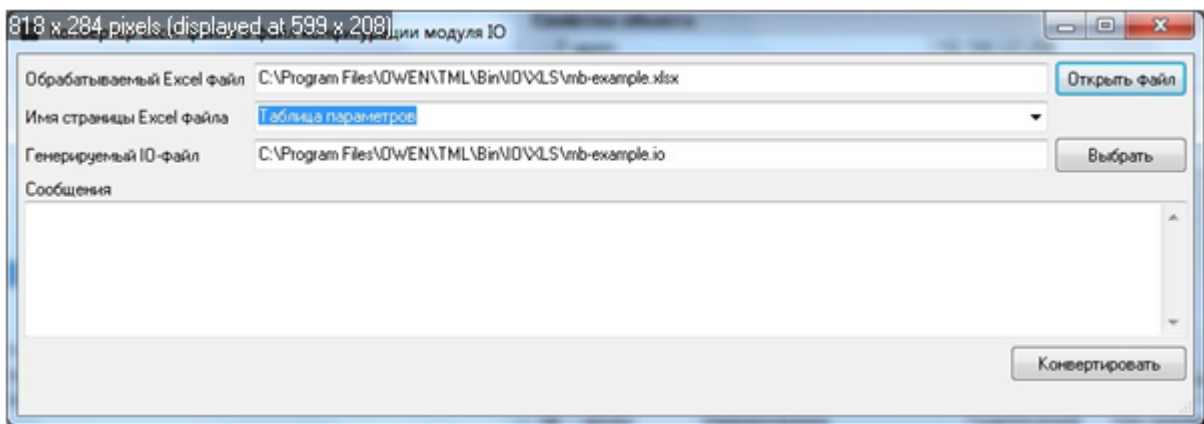 818 x 284 pixels (displayed at 599 x 208)
модуля IO
Обрабатываемый Excel файл C:\Program Files\OWEN\TML\Bin\IO\XLS\mb-example.xlsx Открыть файл
Имя страницы Excel файла Таблица параметров
Генерируемый IO-файл C:\Program Files\OWEN\TML\Bin\IO\XLS\mb-example.io Выбрать
Сообщения
Конвертировать